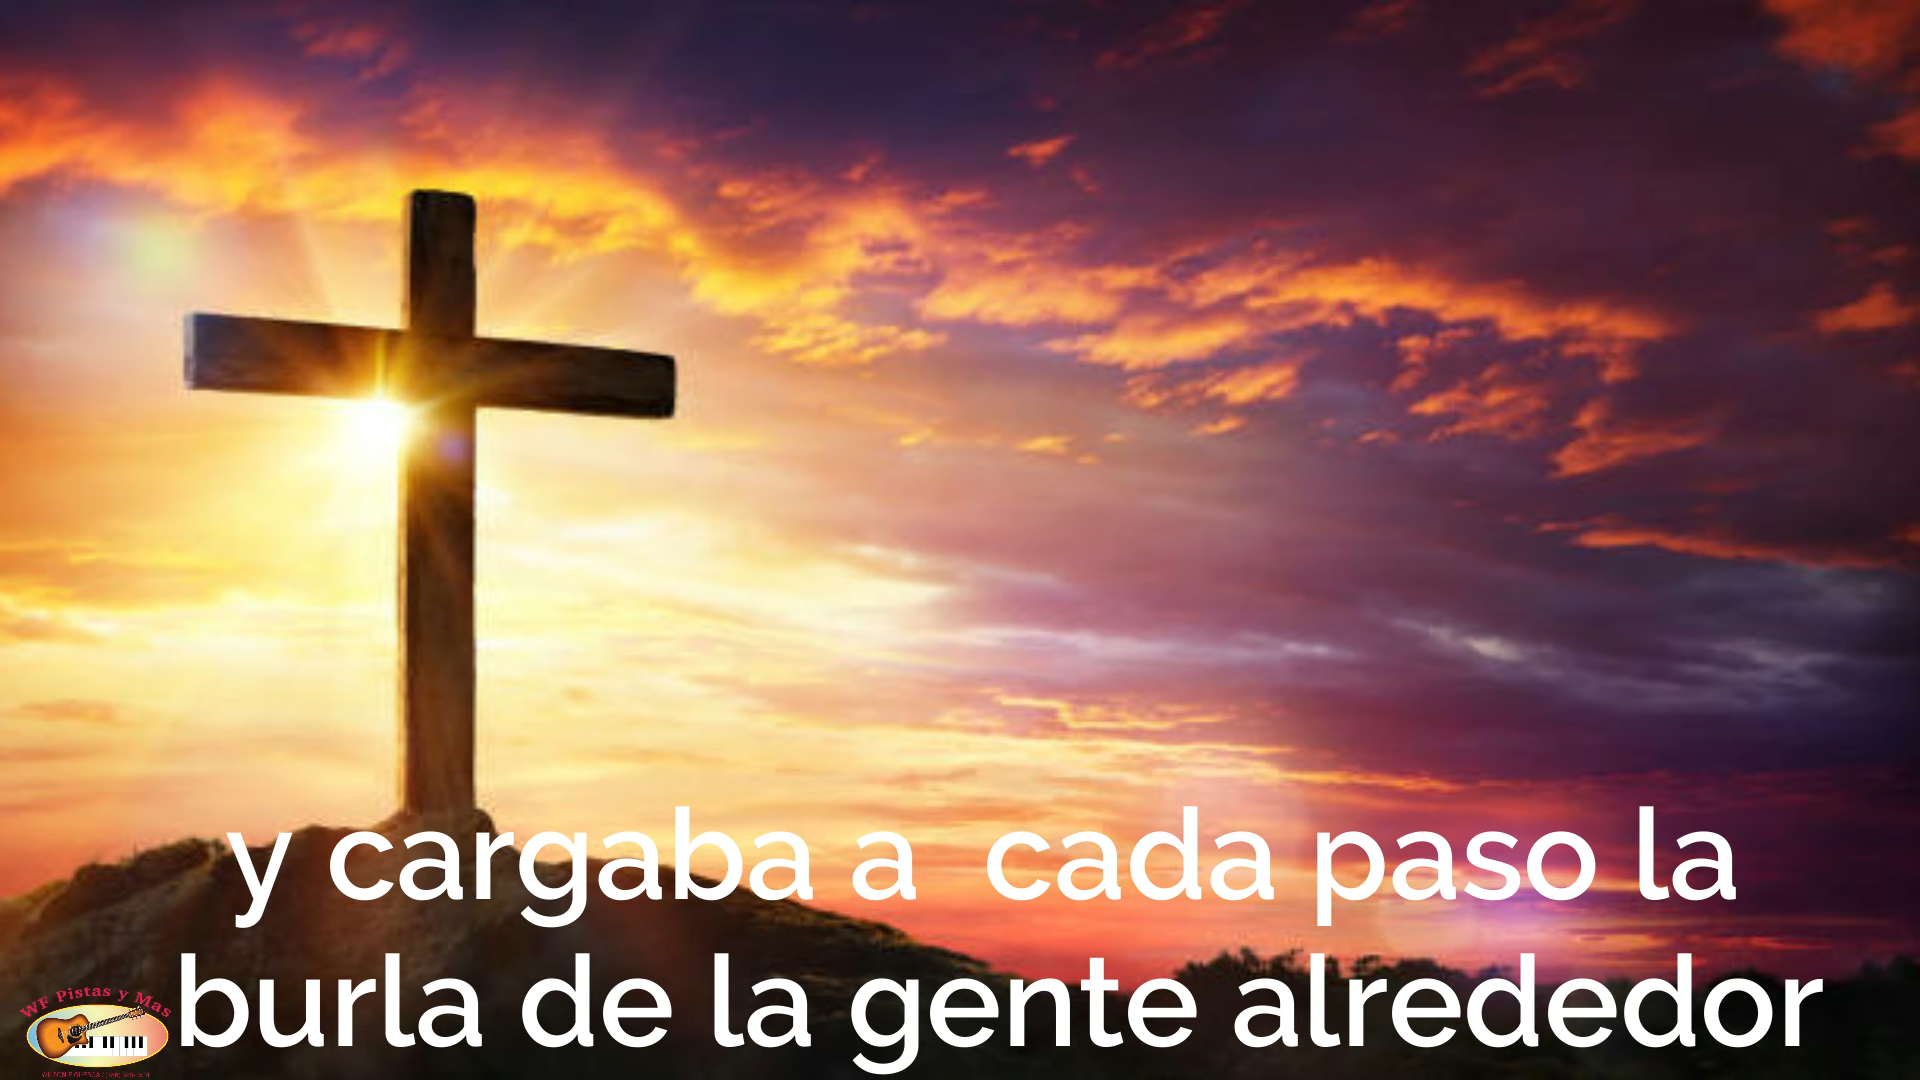 y cargaba a  cada paso la
burla de la gente alrededor
WF Pistas y Mas